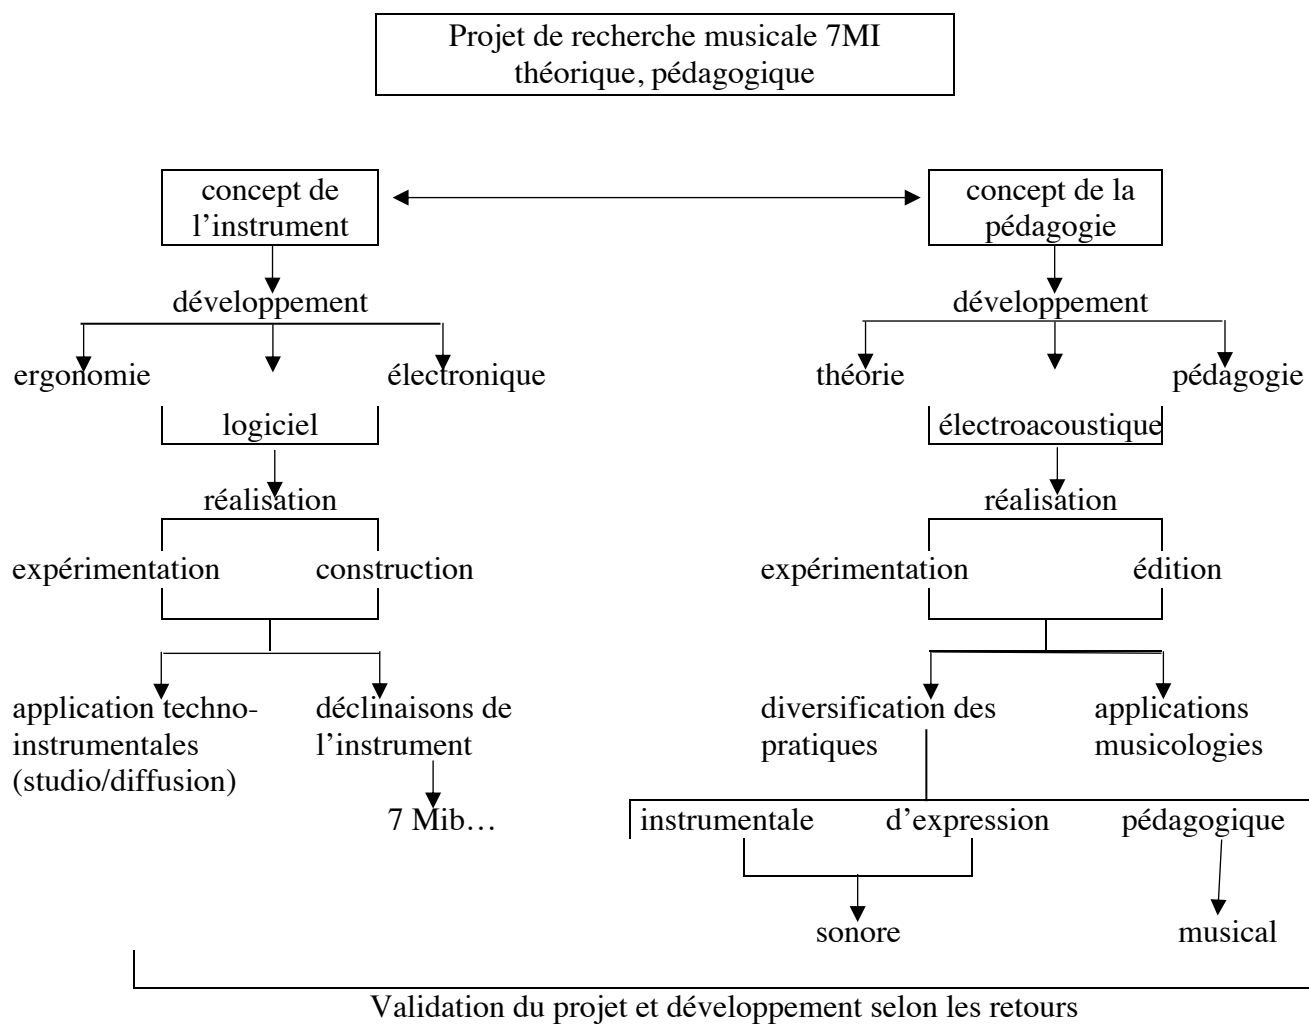 Projet de recherche musicale 7MI
théorique, pédagogique
concept de
l’instrument
concept de la
pédagogie
développement
développement
ergonomie
électronique
théorie
pédagogie
logiciel
électroacoustique
réalisation
réalisation
expérimentation
construction
expérimentation
édition
application techno-
instrumentales
(studio/diffusion)
déclinaisons de
l’instrument
diversification des
pratiques
applications
musicologies
7 Mib…
instrumentale
d’expression
pédagogique
sonore
musical
Validation du projet et développement selon les retours